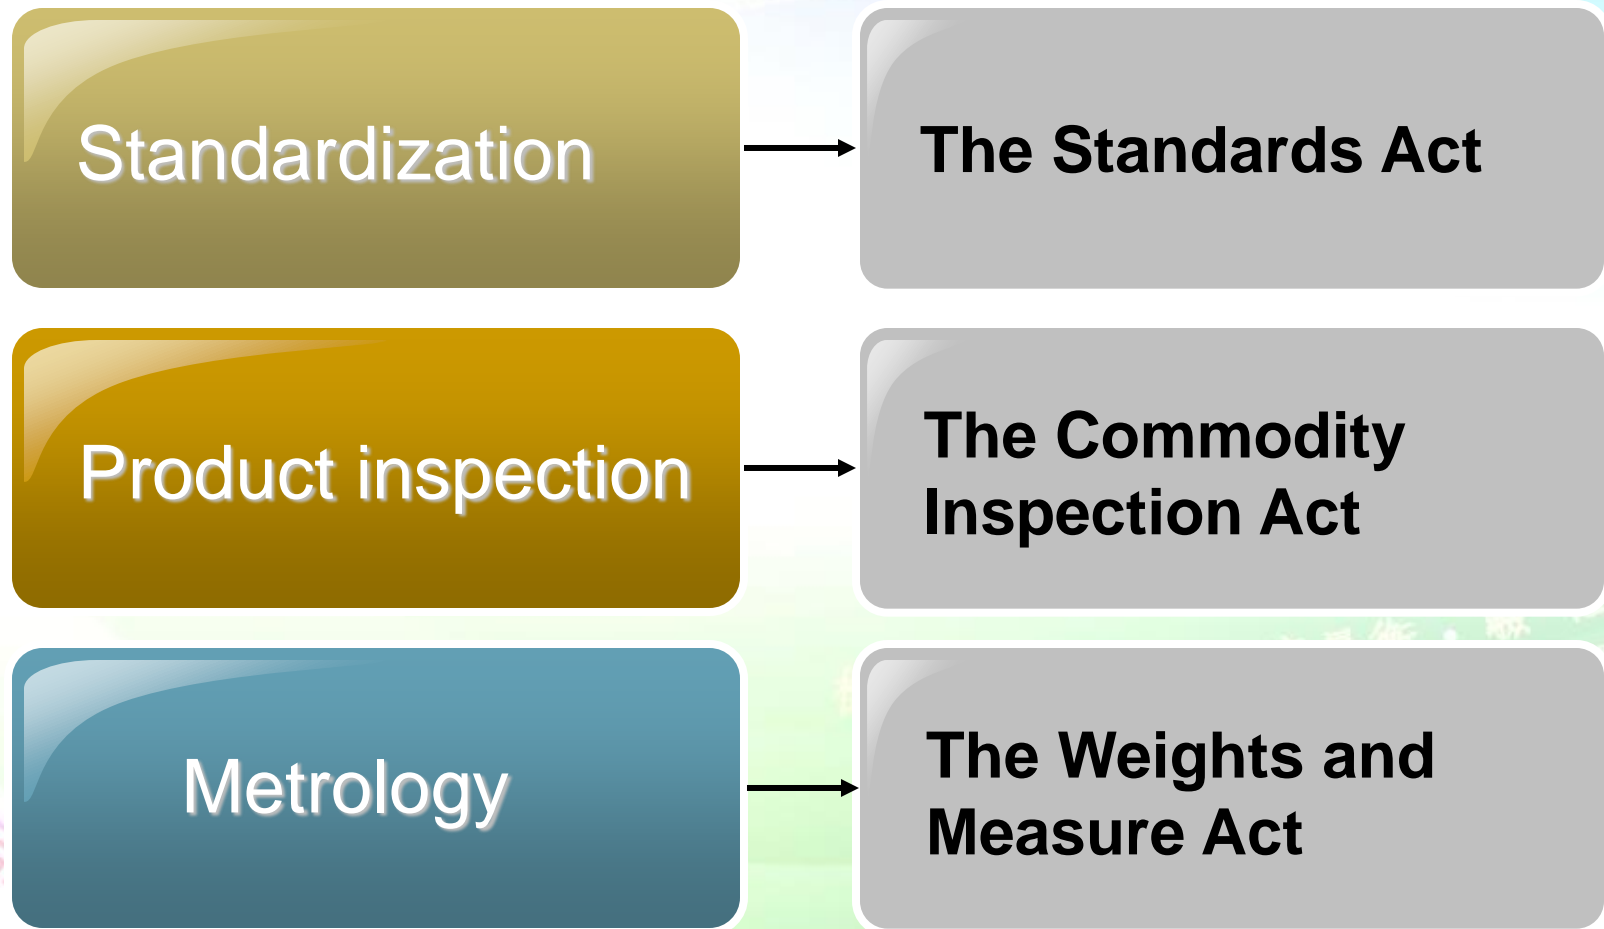 Standardization
The Standards Act
Product inspection
The Commodity
Inspection Act
Metrology
The Weights and
Measure Act